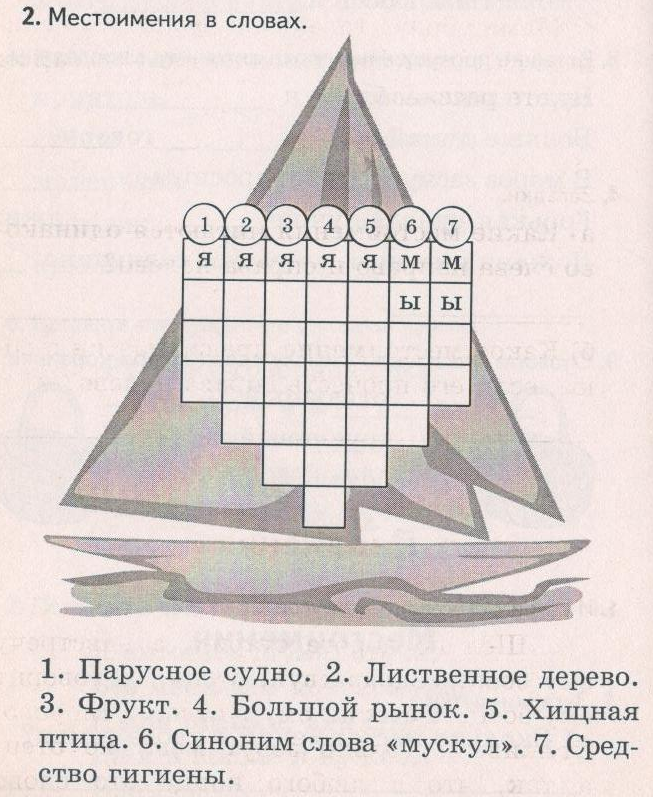 2. Местоимения в словах.
1 2 3 4 5 6 7
я я я я я м м
ы ы
1. Парусное судно. 2. Лиственное дерево.
3. Фрукт. 4. Большой рынок. 5. Хищная
птица. 6. Синоним слова «мускул». 7. Сред-
ство гигиены.